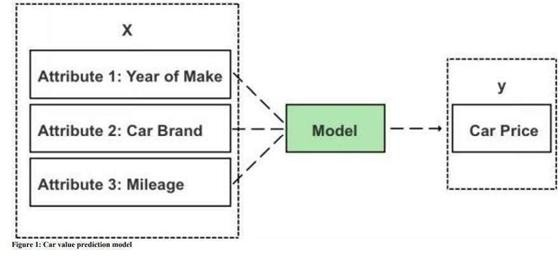 X
Attribute 1: Year of Make
Attribute 2: Car Brand
Attribute 3: Mileage
Model
y
Car Price
Figure 1: Car value prediction model